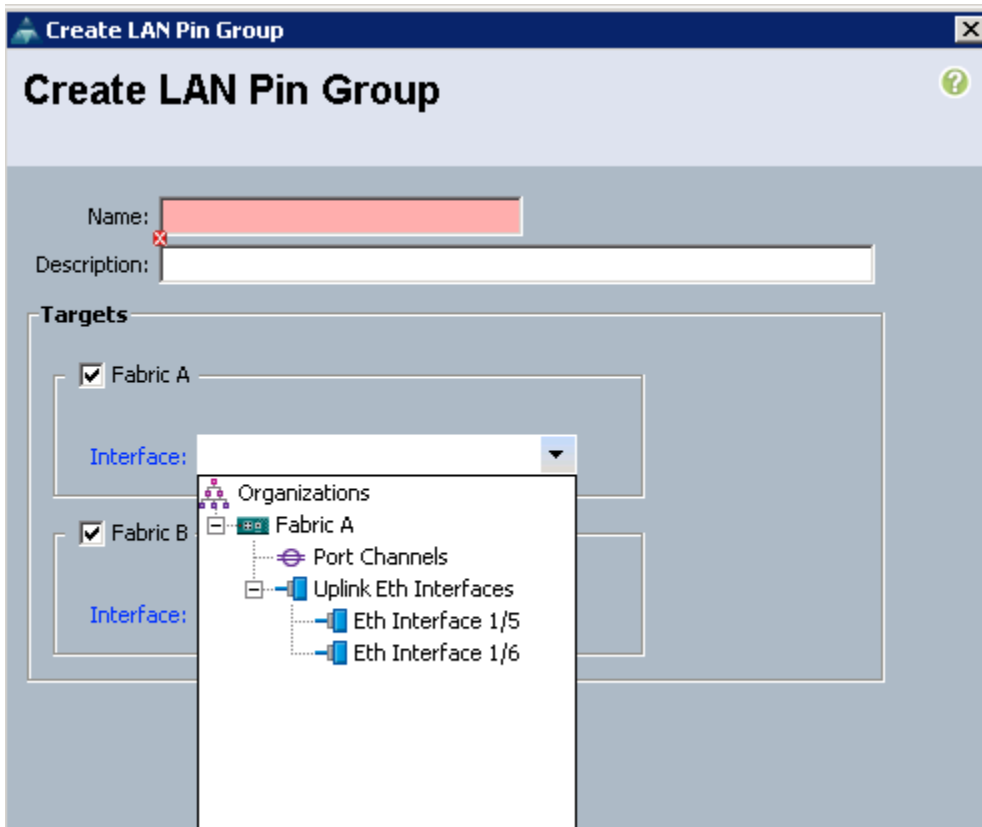 Create LAN Pin Group
Create LAN Pin Group
Name:
Description:
Targets
Fabric A
Interface:
Organizations
Fabric A
Fabric B
Port Channels
Uplink Eth Interfaces
Interface:
Eth Interface 1/5
Eth Interface 1/6